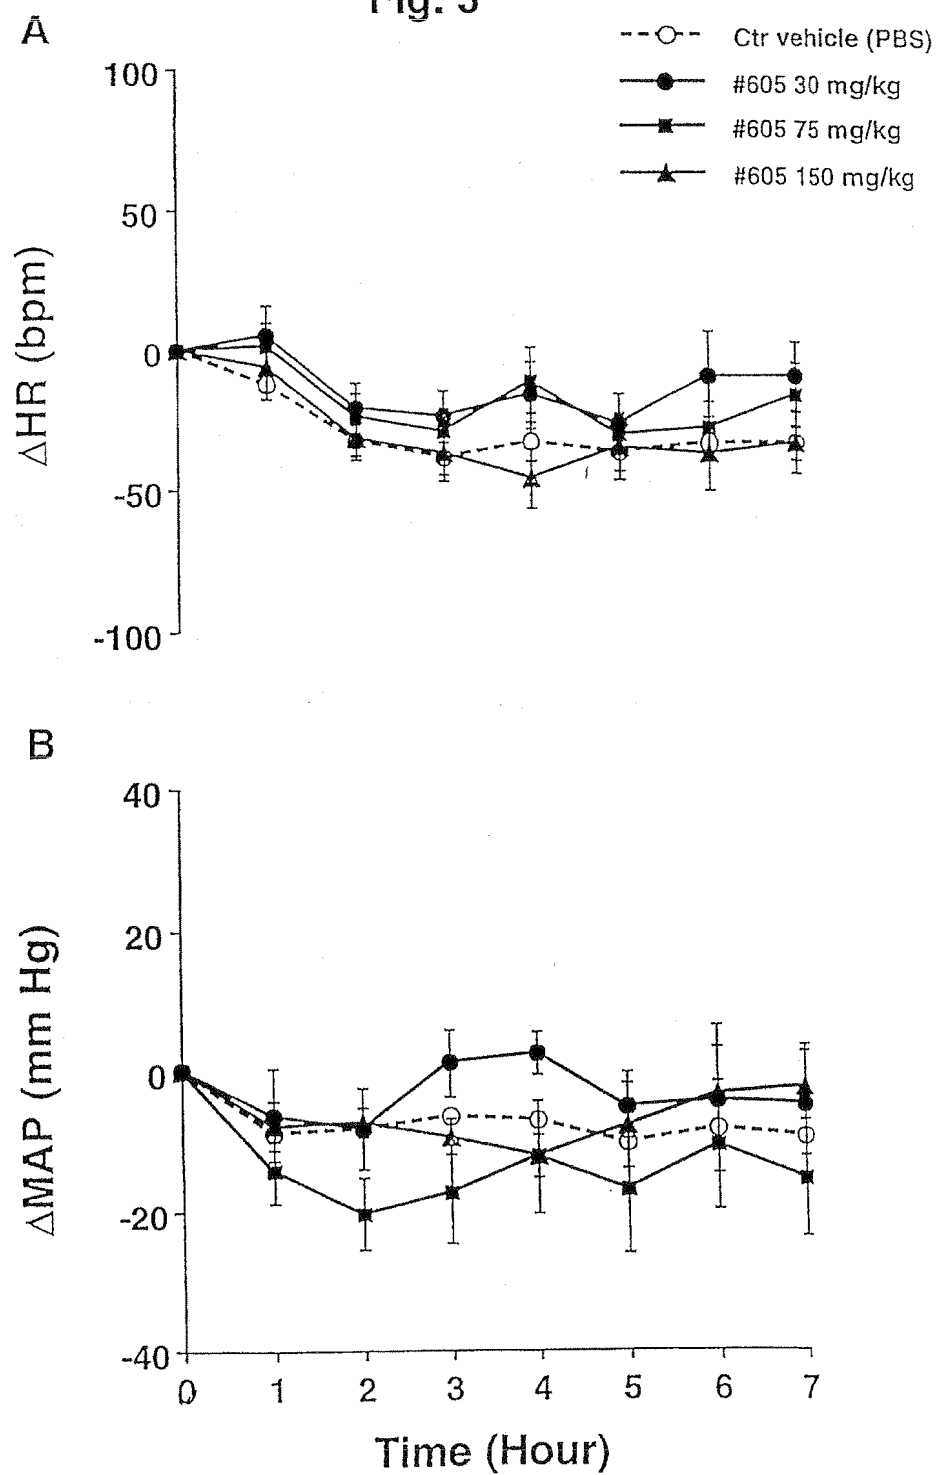 A
Ctr vehicle (PBS)
#605 30 mg/kg
#605 75 mg/kg
#605 150 mg/kg
100
50
0
-50
-100
ΔHR (bpm)
B
40
20
0
-20
-40
ΔMAP (mm Hg)
0 1 2 3 4 5 6 7
Time (Hour)